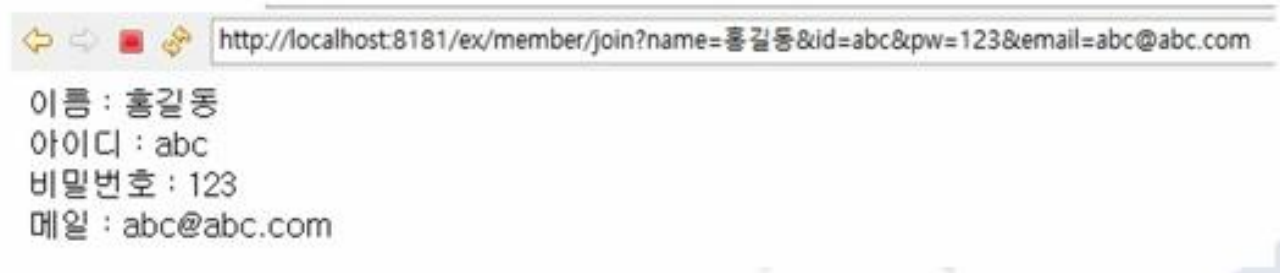 http://localhost:8181/ex/member/join?name=홍길동&id=abc&pw=123&email=abc@abc.com
이름 : 홍길동
아이디 : abc
비밀번호 : 123
메일 : abc@abc.com